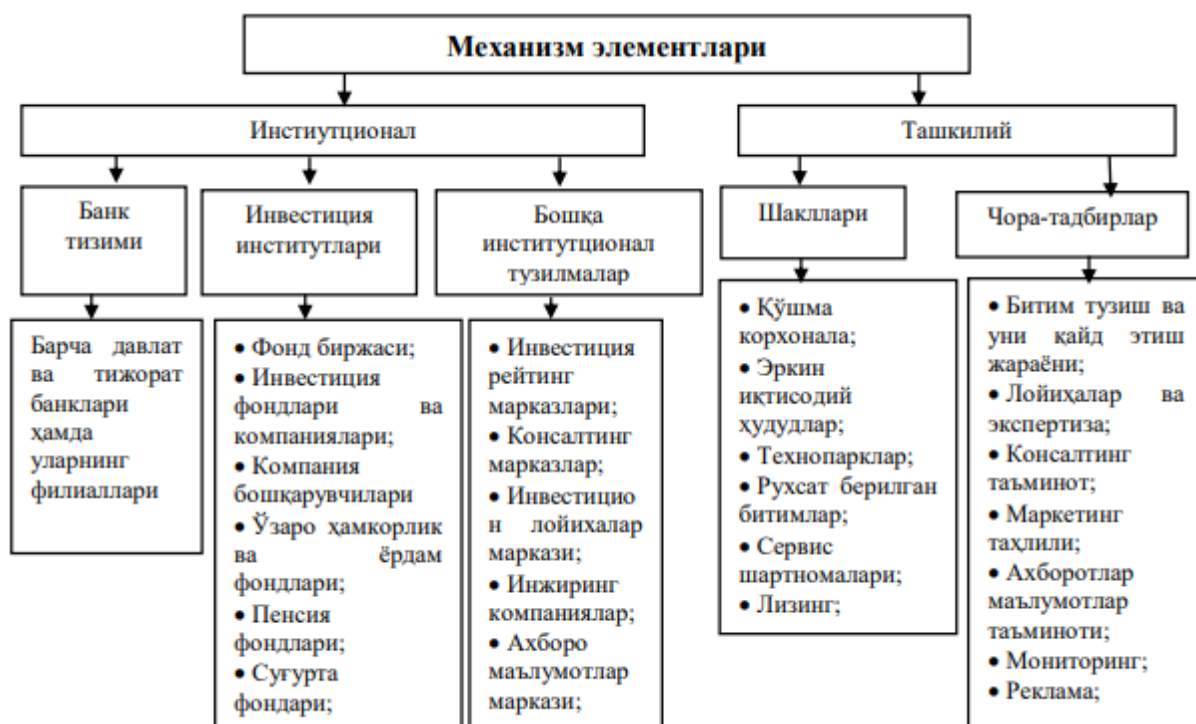 Механизм элементлари
Инстиутционал
Ташкилий
Банк
тизими
Инвестиция
институтлари
Бошқа
институтционал
тузилмалар
Шакллари
Чора-тадбирлар
Барча давлат
ва тижорат
банклари
ҳамда
уларнинг
филиаллари
• Фонд биржаси;
• Инвестиция
фондлари ва
компаниялари;
• Компания
бошқарувчилари
• Ўзаро ҳамкорлик
ва ёрдам
фондлари;
• Пенсия
фондлари;
• Суғурта
фондари;
• Инвестиция
рейтинг
марказлари;
• Консалтинг
марказлар;
• Инвестицио
н лойихалар
маркази;
• Инжиринг
компаниялар;
• Ахборо
маълумотлар
маркази;
• Қўшма
корхонала;
• Эркин
иқтисодий
ҳудудлар;
• Технопарклар;
• Рухсат берилган
битимлар;
• Сервис
шартномалари;
• Лизинг;
• Битим тузиш ва
уни қайд этиш
жараёни;
• Лойиҳалар ва
экспертиза;
• Консалтинг
таъминот;
• Маркетинг
таҳлили;
• Ахборотлар
маълумотлар
таъминоти;
• Мониторинг;
• Реклама;